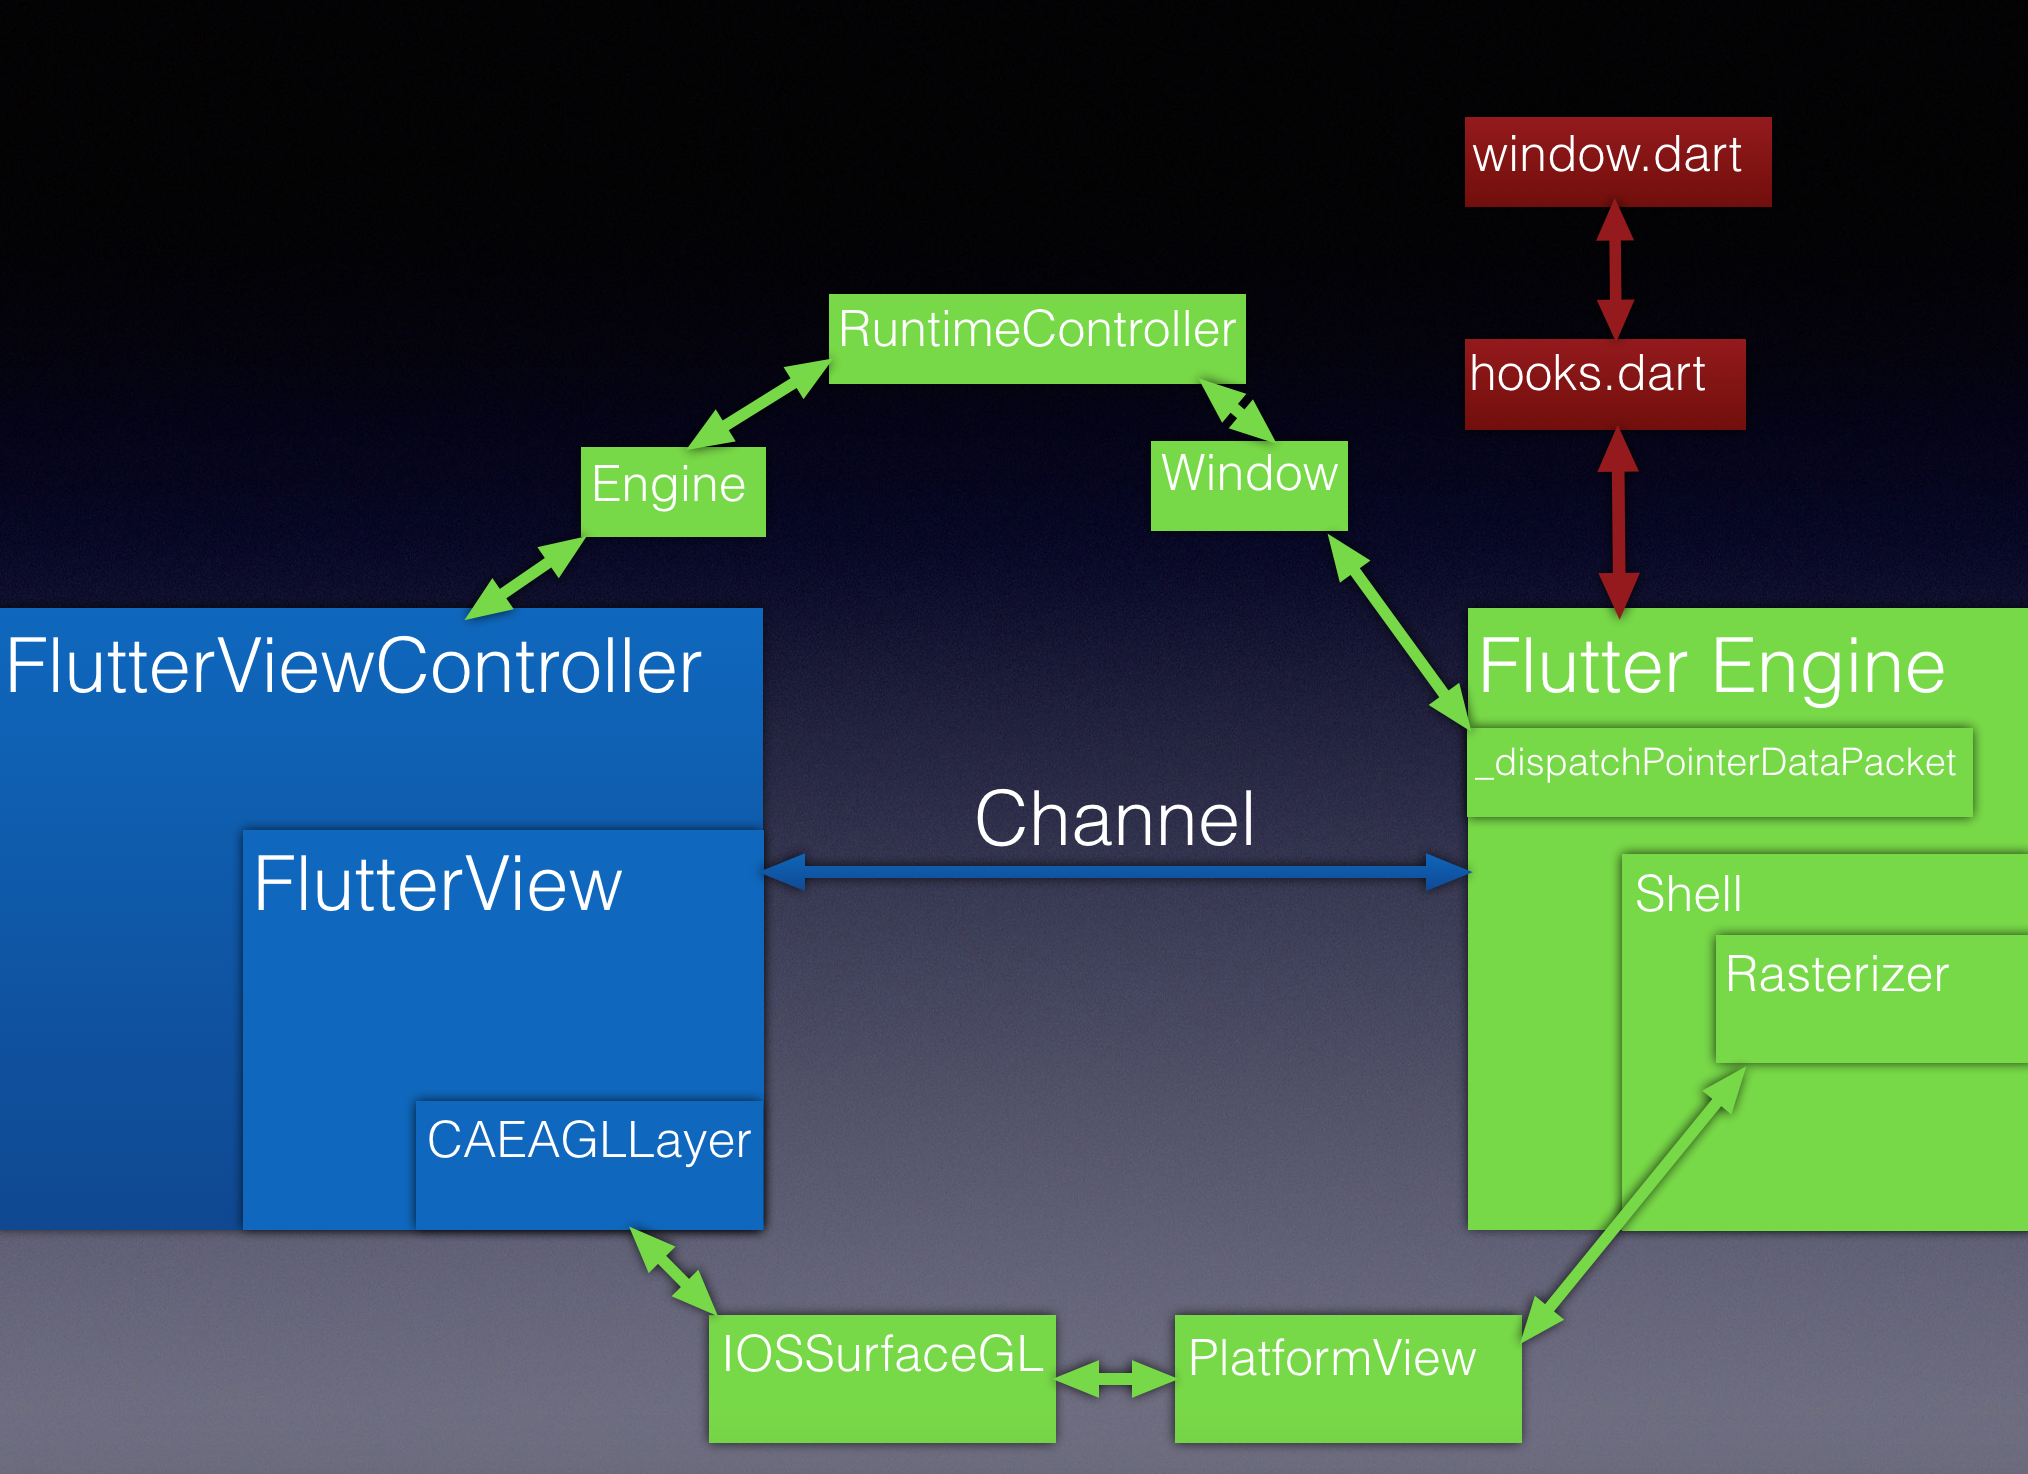 window.dart
RuntimeController
hooks.dart
Engine
Window
FlutterViewController
Flutter Engine
_dispatchPointerDataPacket
Channel
FlutterView
Shell
Rasterizer
CAEAGLLayer
IOSSurfaceGL
PlatformView